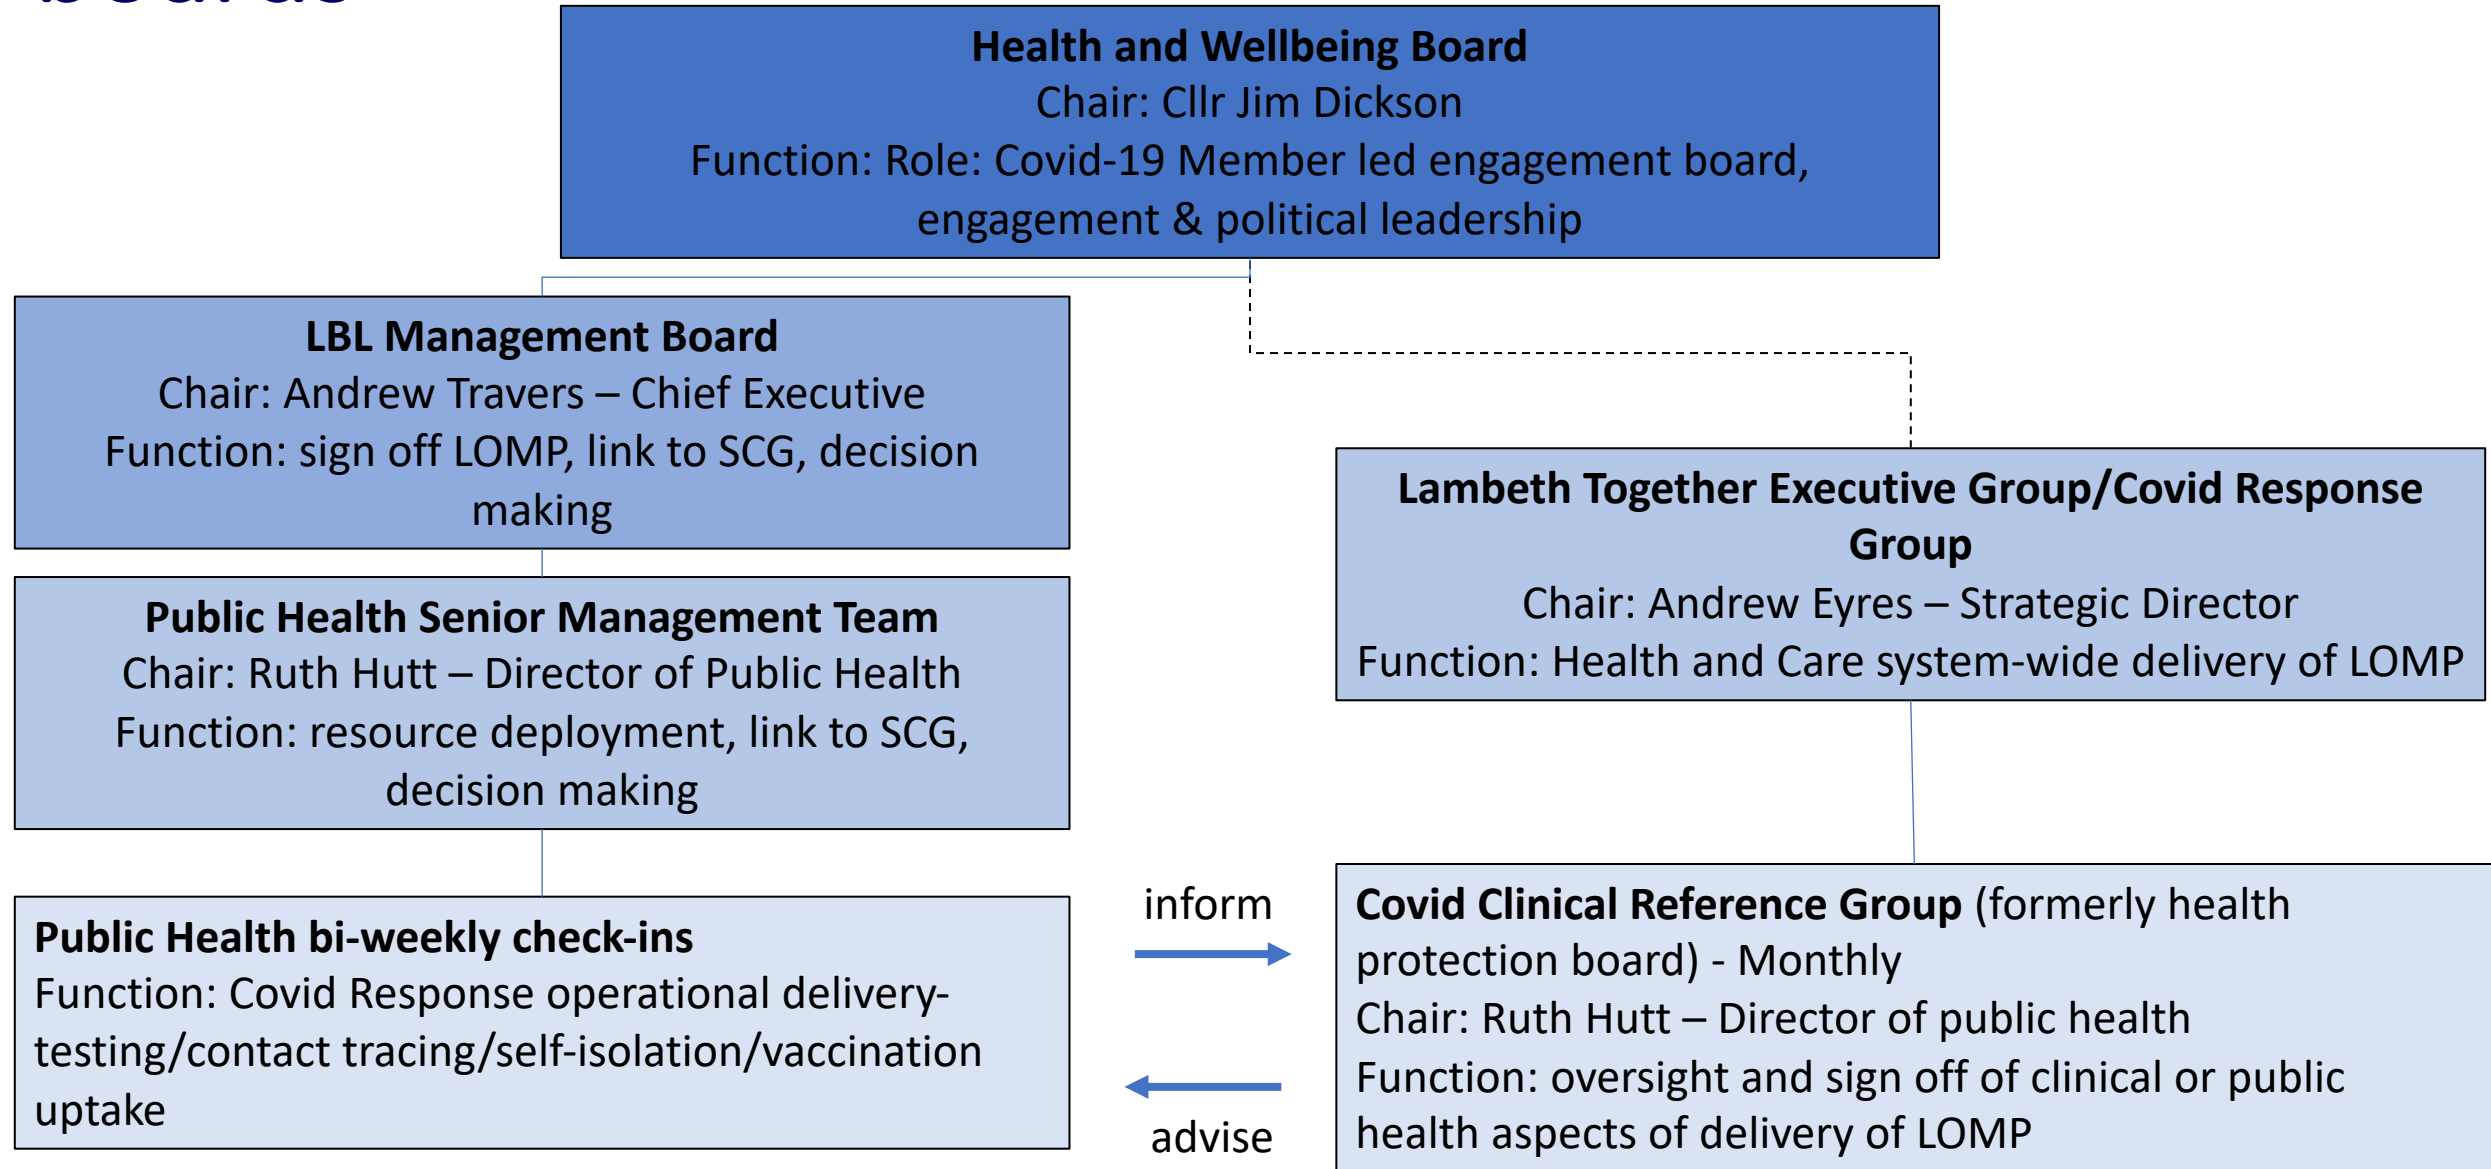 Health and Wellbeing Board
Chair: Cllr Jim Dickson
Function: Role: Covid-19 Member led engagement board,
engagement & political leadership
LBL Management Board
Chair: Andrew Travers – Chief Executive
Function: sign off LOMP, link to SCG, decision
making
Public Health Senior Management Team
Chair: Ruth Hutt – Director of Public Health
Function: resource deployment, link to SCG,
decision making
Lambeth Together Executive Group/Covid Response
Group
Chair: Andrew Eyres – Strategic Director
Function: Health and Care system-wide delivery of LOMP
Public Health bi-weekly check-ins
Function: Covid Response operational delivery-
testing/contact tracing/self-isolation/vaccination
uptake
inform
advise
Covid Clinical Reference Group (formerly health
protection board) - Monthly
Chair: Ruth Hutt – Director of public health
Function: oversight and sign off of clinical or public
health aspects of delivery of LOMP